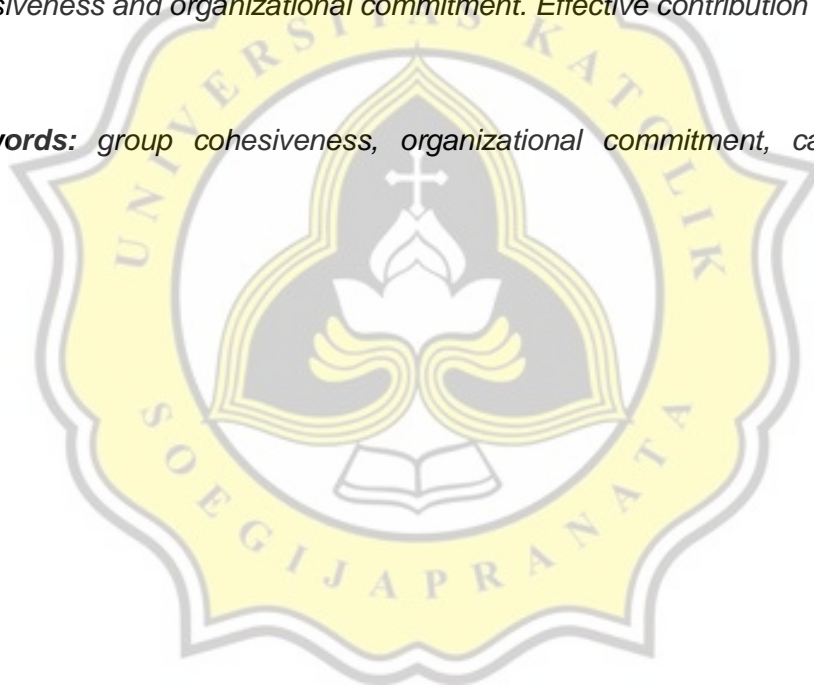 siveness and organizational commitment. Effective contribution
words: group cohesiveness, organizational commitment, ca
UNIVERSITAS KATOLIK
SOEGIJAPRANATA